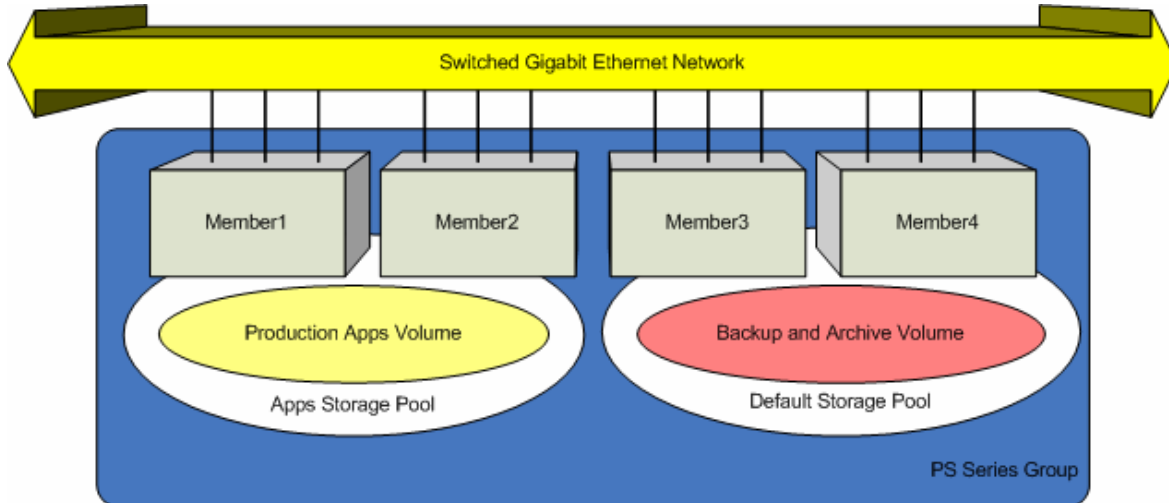 Switched Gigabit Ethernet Network
Member1
Member2
Member3
Member4
Production Apps Volume
Backup and Archive Volume
Apps Storage Pool
Default Storage Pool
PS Series Group